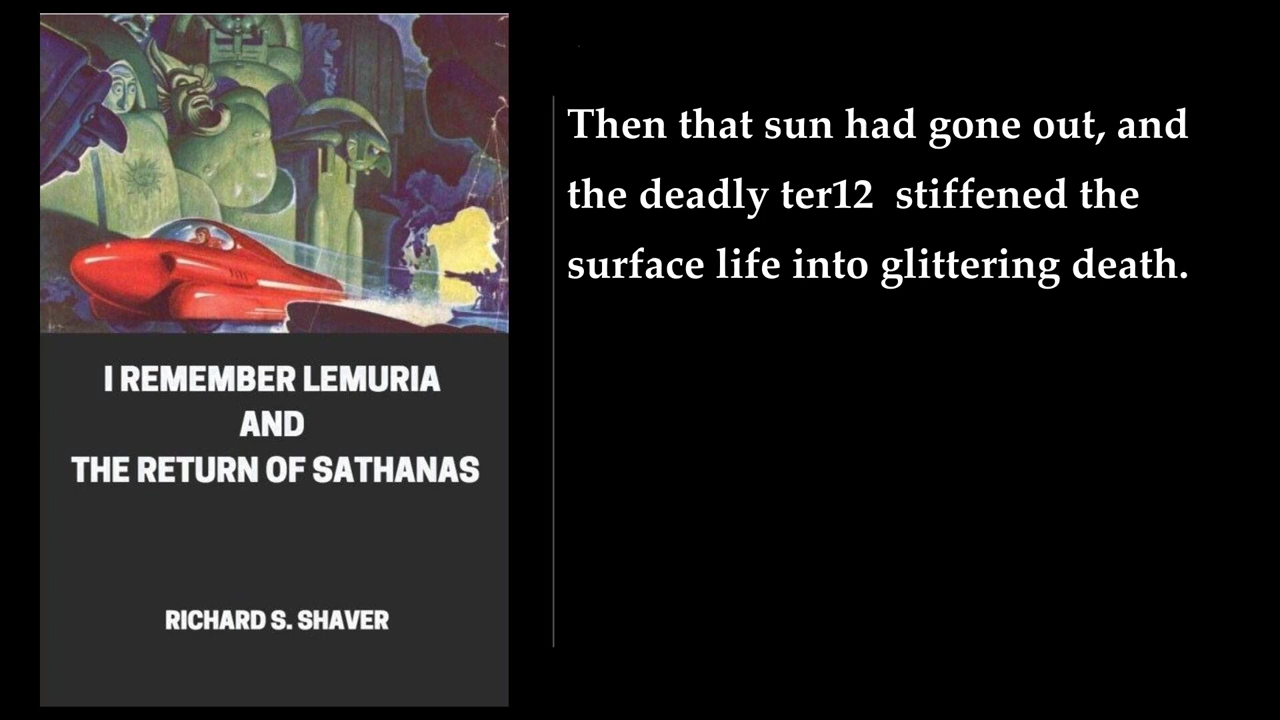 I REMEMBER LEMURIA
AND
THE RETURN OF SATHANAS
RICHARD S. SHAVER
Then that sun had gone out, and
the deadly ter12  stiffened the
surface life into glittering death.